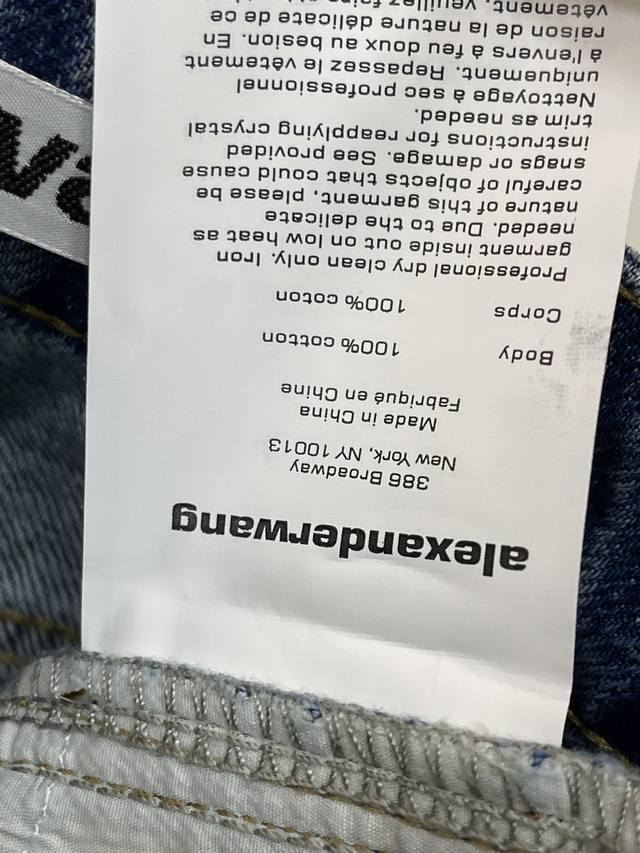 alexanderwang
386 Broadway
New York, NY 10013
Made in China
Fabriqué en Chine
Body 100% cotton
Corps 100% coton
Professional dry clean only. Iron
garment inside out on low heat as
needed. Due to the delicate
nature of this garment, please be
careful of objects that could cause
snags or damage. See provided
instructions for reapplying crystal
trim as needed.
Nettoyage à sec professionnel
uniquement. Repassez le vêtement
à l'envers à feu doux au besion. En
raison de la nature délicate de ce
vêtement, veuillez